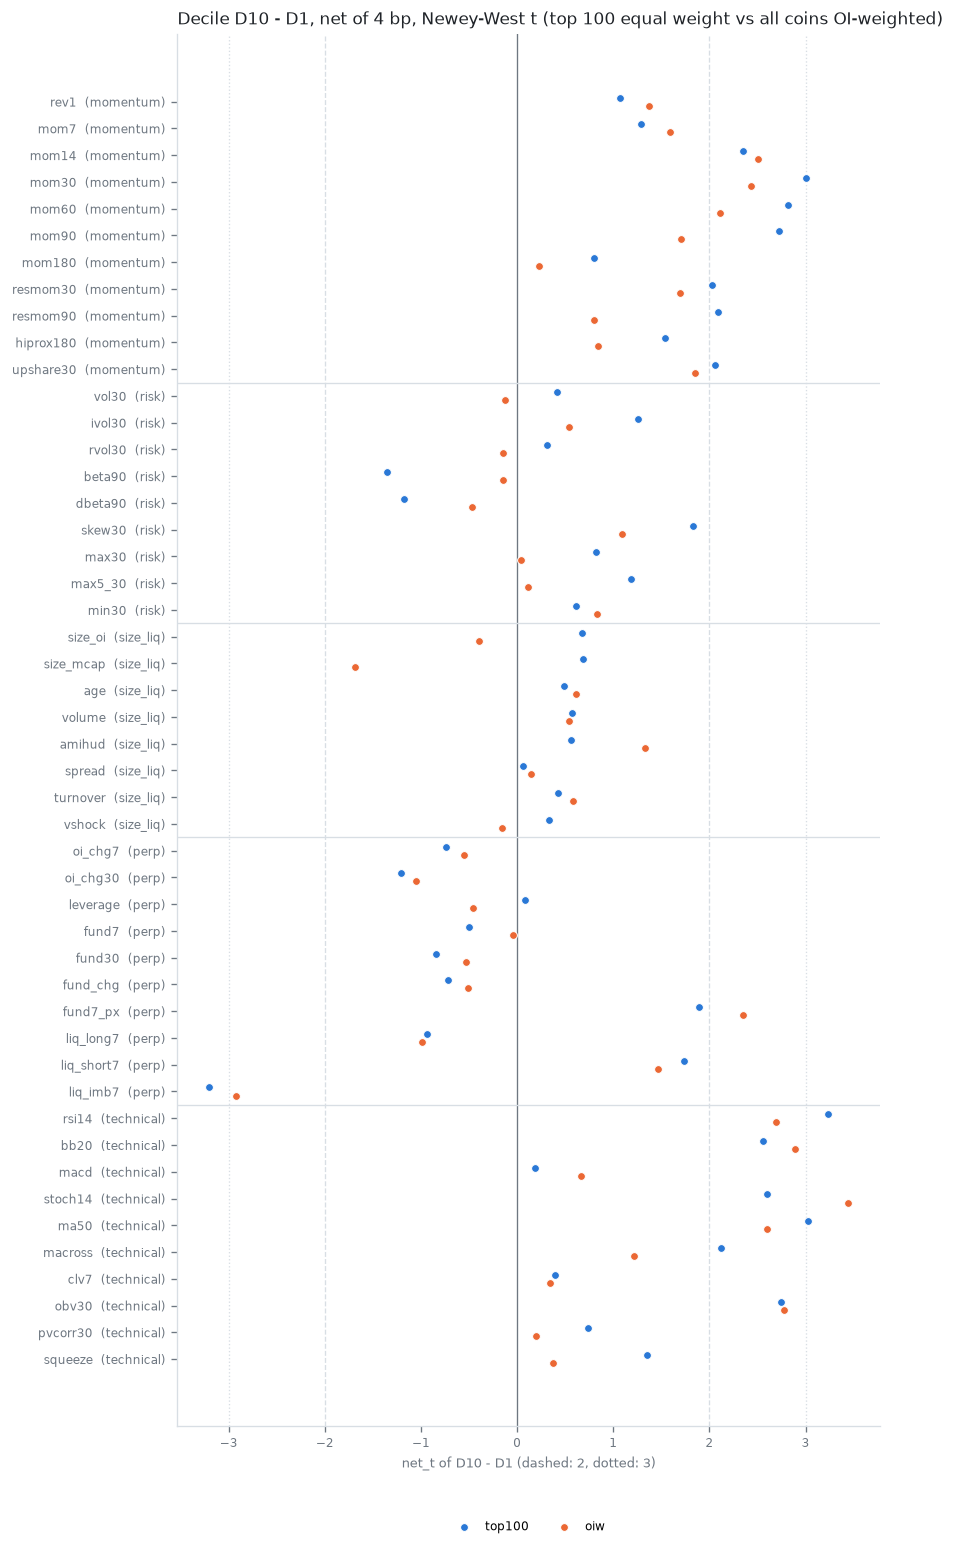 Decile D10 - D1, net of 4 bp, Newey-West t (top 100 equal weight vs all coins OI-weighted)
rev1 (momentum)
mom7 (momentum)
mom14 (momentum)
mom30 (momentum)
mom60 (momentum)
mom90 (momentum)
mom180 (momentum)
resmom30 (momentum)
resmom90 (momentum)
hiprox180 (momentum)
upshare30 (momentum)
vol30 (risk)
ivol30 (risk)
rvol30 (risk)
beta90 (risk)
dbeta90 (risk)
skew30 (risk)
max30 (risk)
max5_30 (risk)
min30 (risk)
size_oi (size_liq)
size_mcap (size_liq)
age (size_liq)
volume (size_liq)
amihud (size_liq)
spread (size_liq)
turnover (size_liq)
vshock (size_liq)
oi_chg7 (perp)
oi_chg30 (perp)
leverage (perp)
fund7 (perp)
fund30 (perp)
fund_chg (perp)
fund7_px (perp)
liq_long7 (perp)
liq_short7 (perp)
liq_imb7 (perp)
rsi14 (technical)
bb20 (technical)
macd (technical)
stoch14 (technical)
ma50 (technical)
macross (technical)
clv7 (technical)
obv30 (technical)
pvcorr30 (technical)
squeeze (technical)
−3 −2 −1 0 1 2 3
net_t of D10 - D1 (dashed: 2, dotted: 3)
top100 oiw